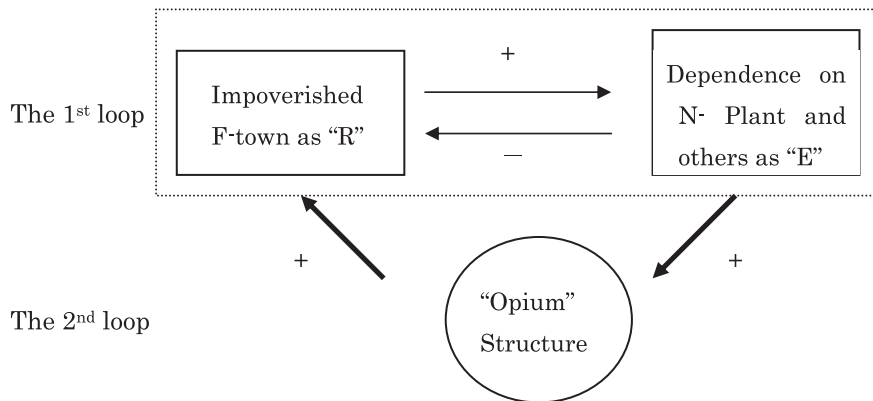 +
Impoverished
F-town as “R”
Dependence on
N- Plant and
others as “E”
The 1st loop
−
+
+
“Opium”
Structure
The 2nd loop